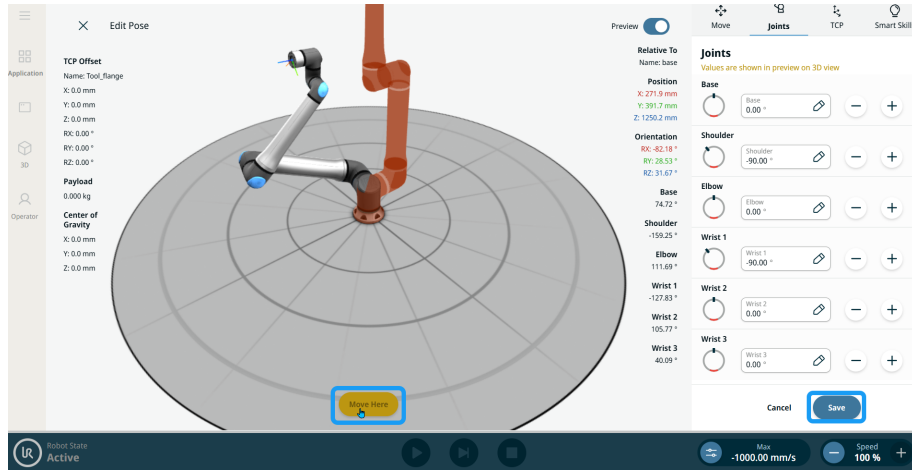 Edit Pose
Preview
Move
Joints
TCP
Smart Skill
Application
3D
Operator
TCP Offset
Name: Tool_flange
X: 0.0 mm
Y: 0.0 mm
Z: 0.0 mm
RX: 0.00 °
RY: 0.00 °
RZ: 0.00 °
Payload
0.000 kg
Center of
Gravity
X: 0.0 mm
Y: 0.0 mm
Z: 0.0 mm
Relative To
Name: base
Position
X: 271.9 mm
Y: 391.7 mm
Z: 1250.2 mm
Orientation
RX: -82.18 °
RY: 28.53 °
RZ: 31.67 °
Base
74.72 °
Shoulder
-159.25 °
Elbow
111.69 °
Wrist 1
-127.83 °
Wrist 2
105.77 °
Wrist 3
40.09 °
Move Here
Joints
Values are shown in preview on 3D view
Base
Base
0.00 °
Shoulder
Shoulder
-90.00 °
Elbow
Elbow
0.00 °
Wrist 1
Wrist 1
-90.00 °
Wrist 2
Wrist 2
0.00 °
Wrist 3
Wrist 3
0.00 °
Cancel
Save
UR
Robot State
Active
Max
-1000.00 mm/s
Speed
100 %